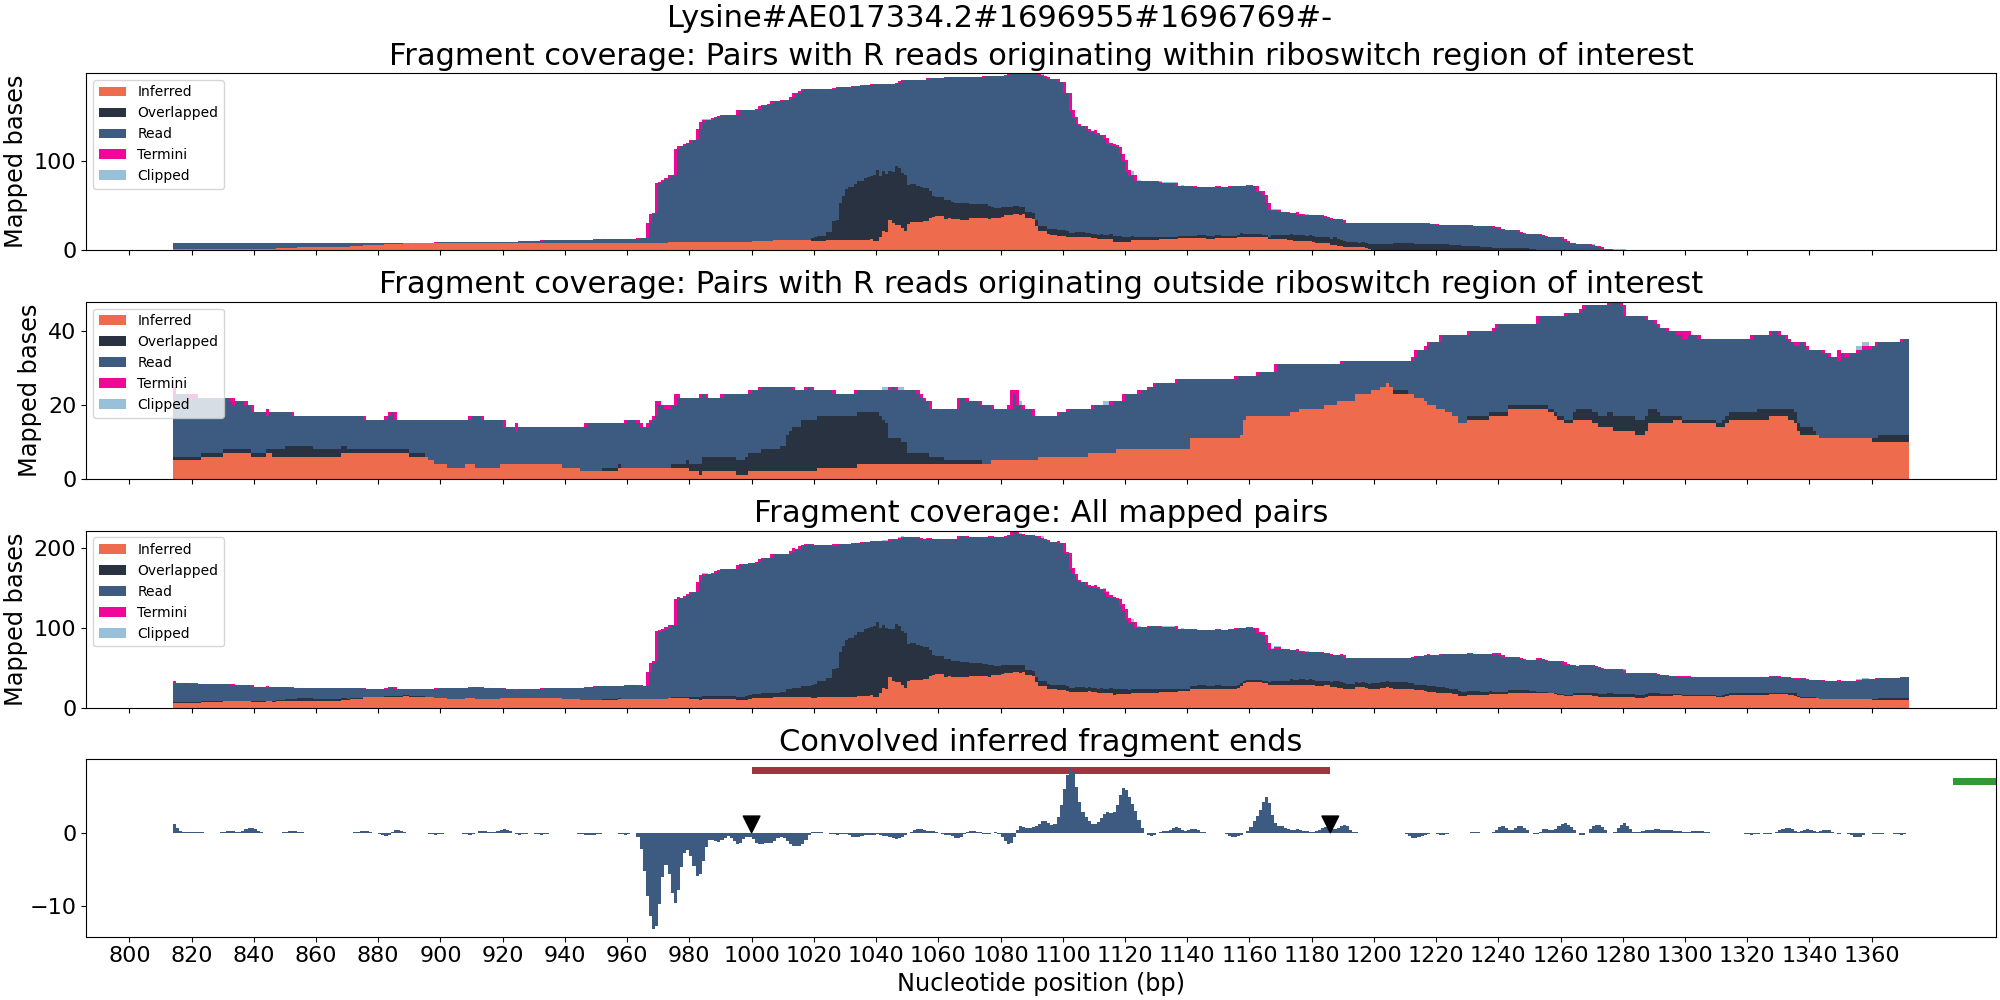 Lysine#AE017334.2#1696955#1696769#-
Fragment coverage: Pairs with R reads originating within riboswitch region of interest
Mapped bases
100
0
Inferred
Overlapped
Read
Termini
Clipped
Fragment coverage: Pairs with R reads originating outside riboswitch region of interest
Mapped bases
40
20
0
Inferred
Overlapped
Read
Termini
Clipped
Fragment coverage: All mapped pairs
Mapped bases
200
100
0
Inferred
Overlapped
Read
Termini
Clipped
Convolved inferred fragment ends
0
−10
800 820 840 860 880 900 920 940 960 980 1000 1020 1040 1060 1080 1100 1120 1140 1160 1180 1200 1220 1240 1260 1280 1300 1320 1340 1360
Nucleotide position (bp)